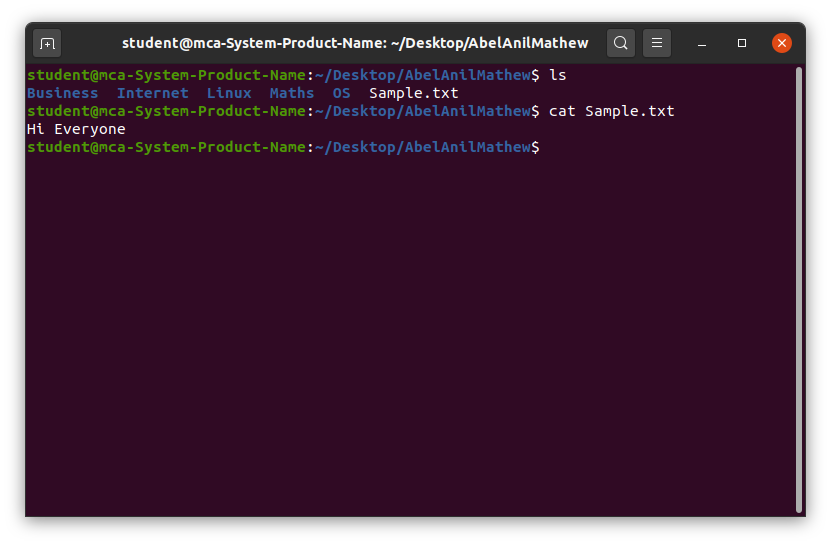 student@mca-System-Product-Name: ~/Desktop/AbelAnilMathew
student@mca-System-Product-Name:~/Desktop/AbelAnilMathew$ ls
Business  Internet  Linux  Maths  OS  Sample.txt
student@mca-System-Product-Name:~/Desktop/AbelAnilMathew$ cat Sample.txt
Hi Everyone
student@mca-System-Product-Name:~/Desktop/AbelAnilMathew$